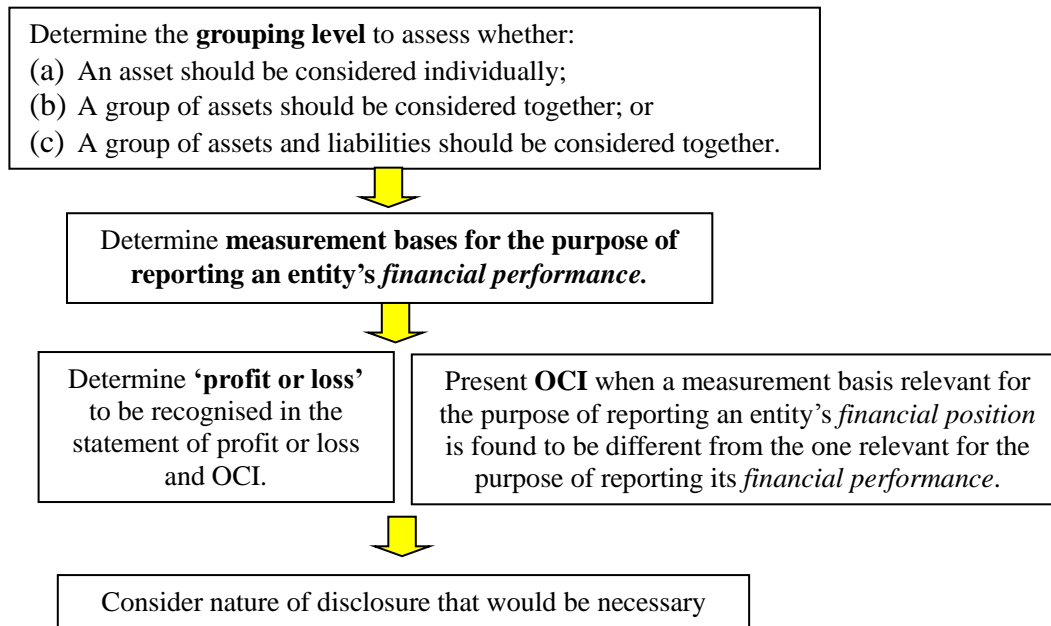 Determine the grouping level to assess whether:
(a) An asset should be considered individually;
(b) A group of assets should be considered together; or
(c) A group of assets and liabilities should be considered together.
Determine measurement bases for the purpose of
reporting an entity's financial performance.
Determine ‘profit or loss’
to be recognised in the
statement of profit or loss
and OCI.
Present OCI when a measurement basis relevant for
the purpose of reporting an entity's financial position
is found to be different from the one relevant for the
purpose of reporting its financial performance.
Consider nature of disclosure that would be necessary